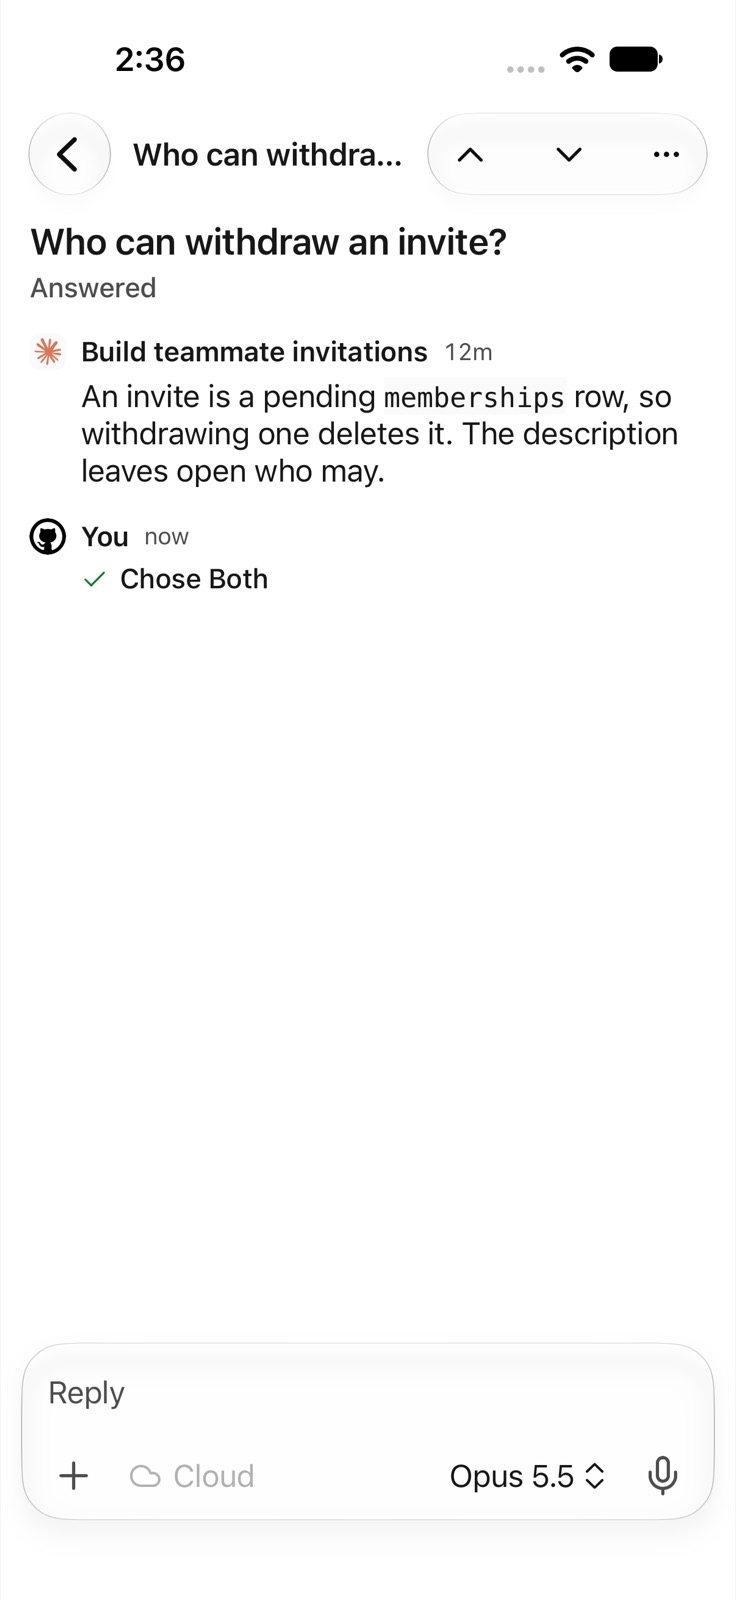 2:36
Who can withdra...
Who can withdraw an invite?
Answered
Build teammate invitations 12m
An invite is a pending memberships row, so
withdrawing one deletes it. The description
leaves open who may.
You now
Chose Both
Reply
Cloud
Opus 5.5